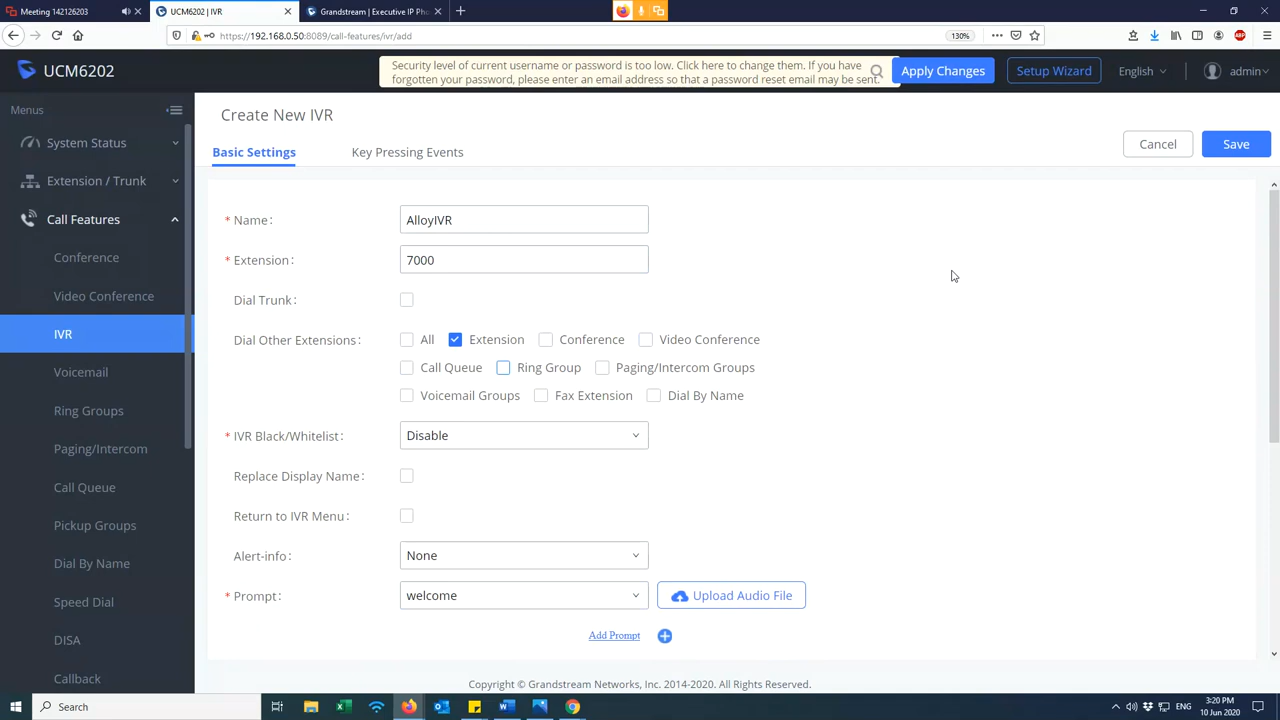 Meeting 142126203
UCM6202 | IVR
Grandstream | Executive IP Pho
https://192.168.0.50:8089/call-features/ivr/add
130%
ABP
UCM6202
Security level of current username or password is too low. Click here to change them. If you have
forgotten your password, please enter an email address so that a password reset email may be sent.
Apply Changes
Setup Wizard
English
admin
Menus
System Status
Extension / Trunk
Call Features
Conference
Video Conference
IVR
Voicemail
Ring Groups
Paging/Intercom
Call Queue
Pickup Groups
Dial By Name
Speed Dial
DISA
Callback
Create New IVR
Basic Settings
Key Pressing Events
Cancel
Save
* Name:
AlloyIVR
* Extension:
7000
Dial Trunk:
Dial Other Extensions:
All
Extension
Conference
Video Conference
Call Queue
Ring Group
Paging/Intercom Groups
Voicemail Groups
Fax Extension
Dial By Name
* IVR Black/Whitelist:
Disable
Replace Display Name:
Return to IVR Menu:
Alert-info:
None
* Prompt:
welcome
Upload Audio File
Add Prompt
Copyright © Grandstream Networks, Inc. 2014-2020. All Rights Reserved.
Search
ENG
3:20 PM
10 Jun 2020